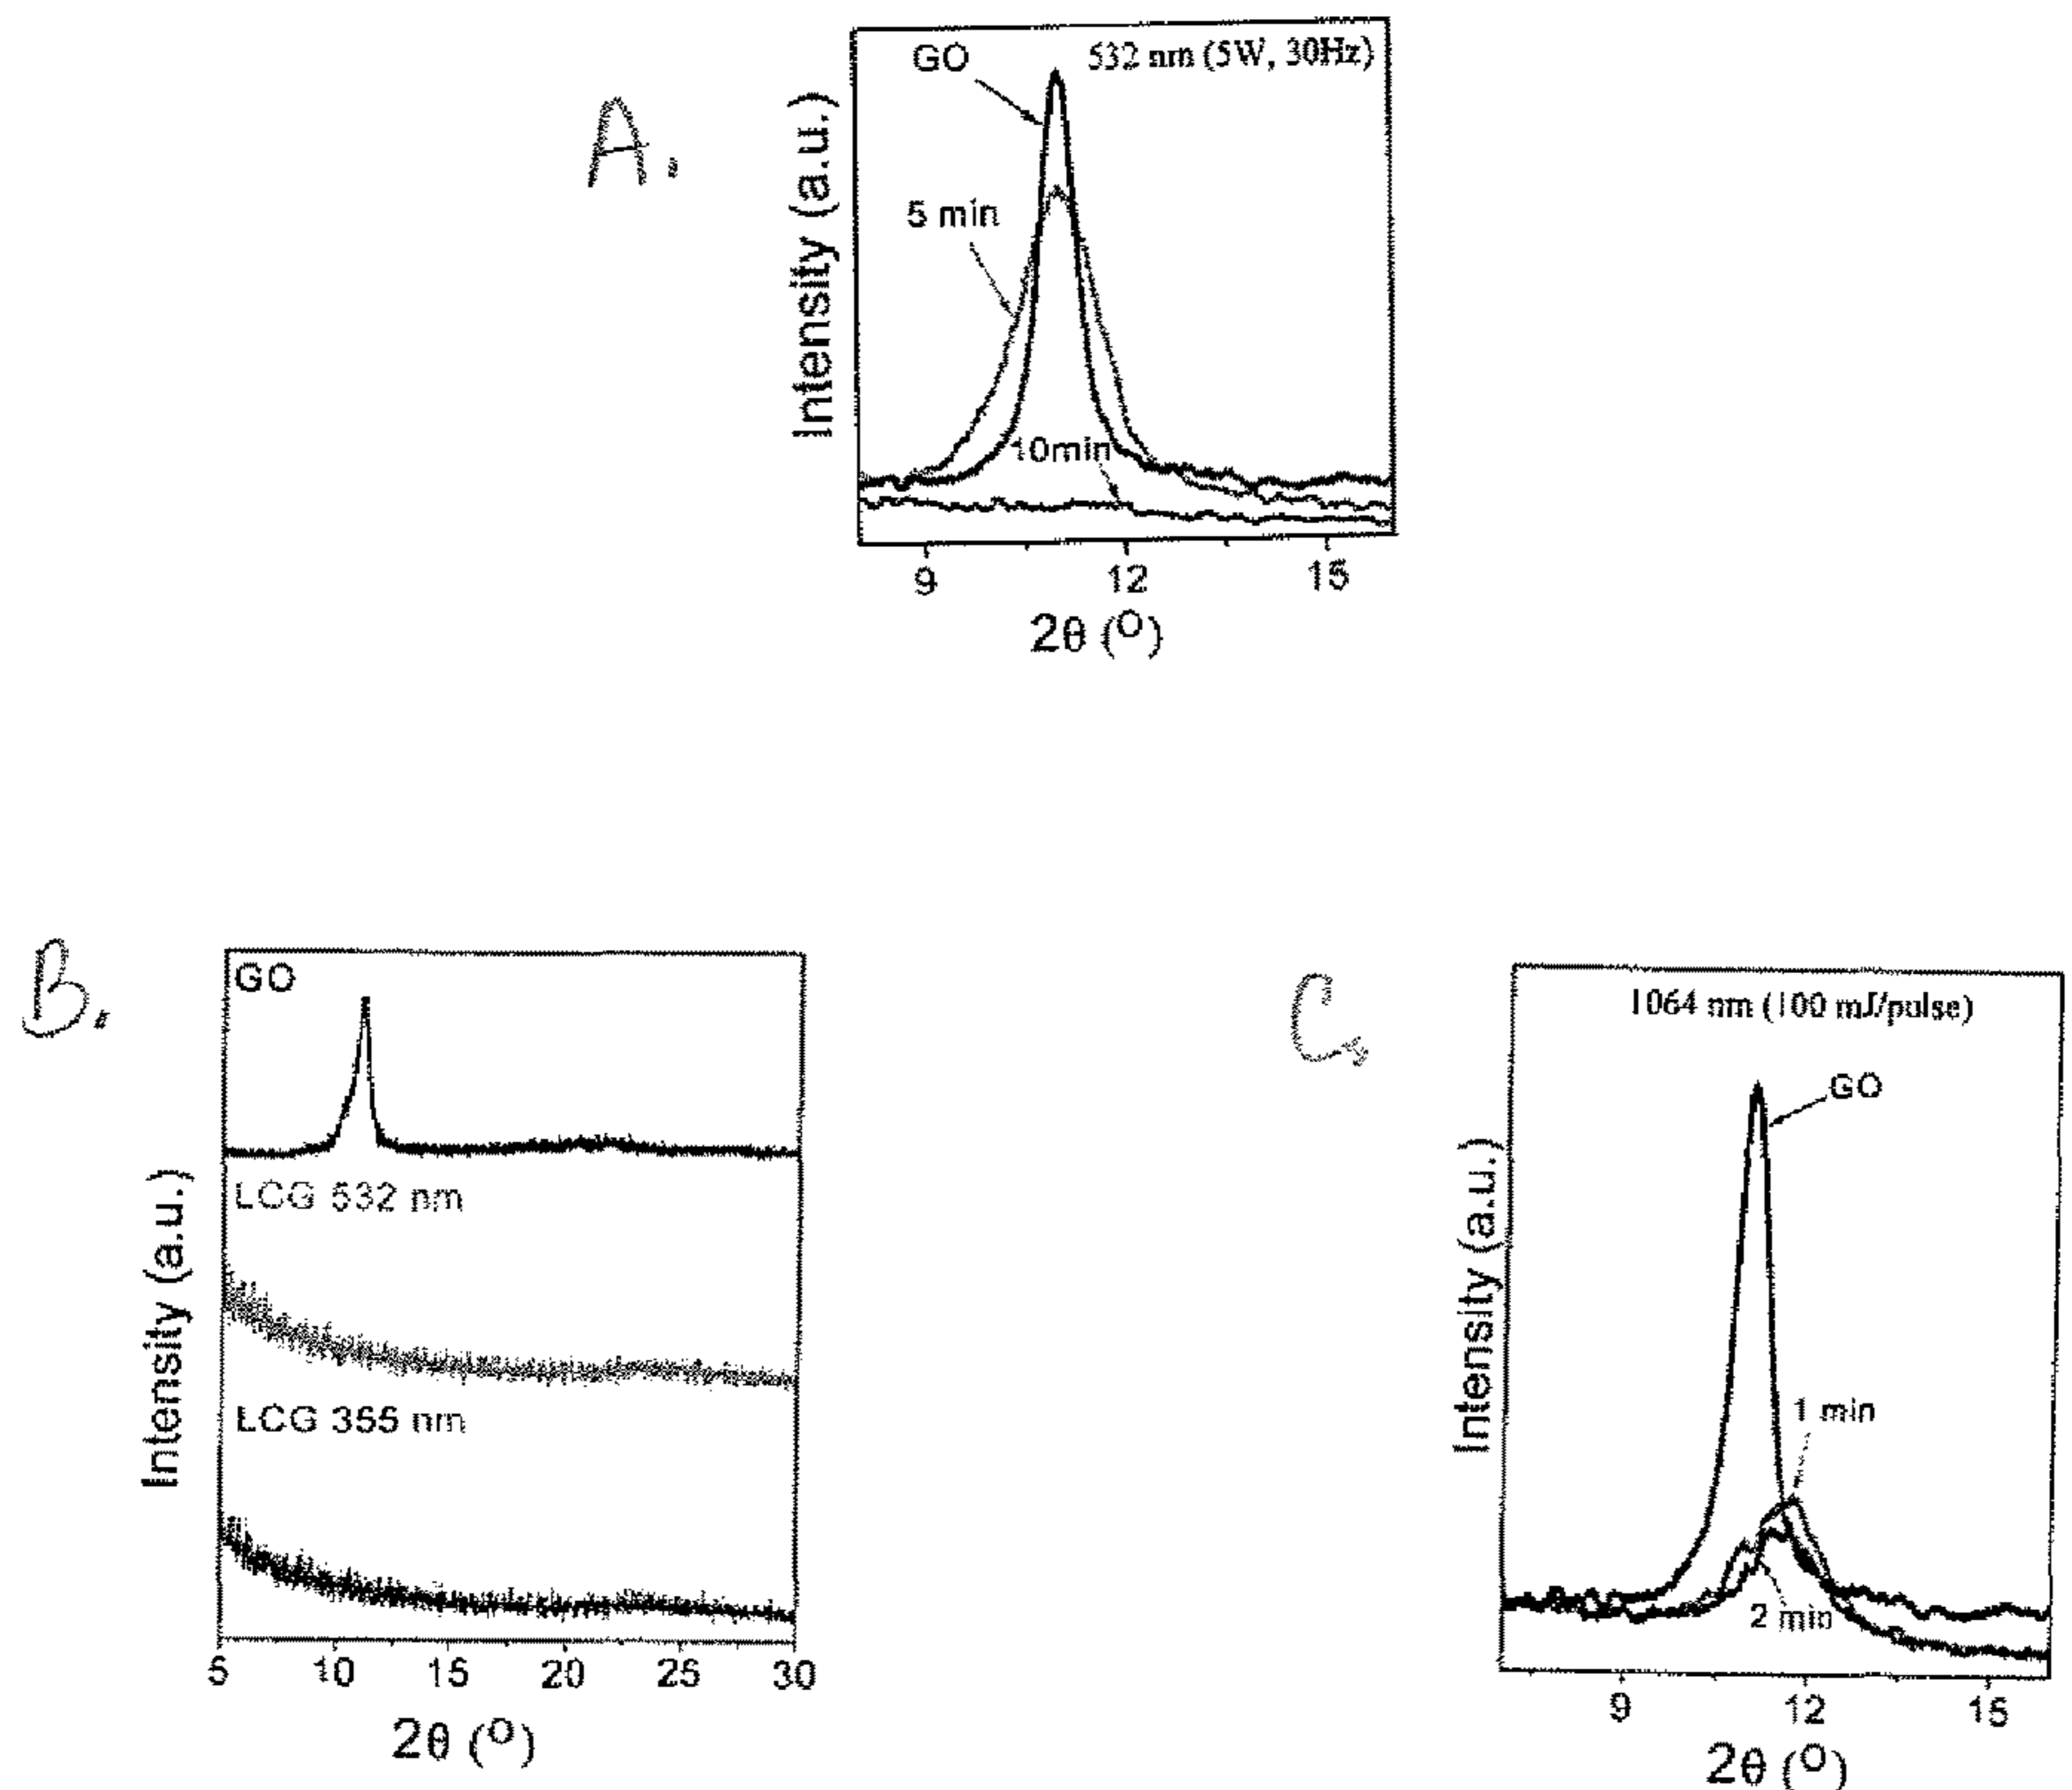 A.
GO
532 nm (5W, 30Hz)
5 min
10min
Intensity (a.u.)
9 12 15
2θ (O)
B.
GO
LCG 532 nm
LCG 355 nm
Intensity (a.u.)
5 10 15 20 25 30
2θ (O)
C.
1064 nm (100 mJ/pulse)
GO
1 min
2 min
Intensity (a.u.)
9 12 15
2θ (O)